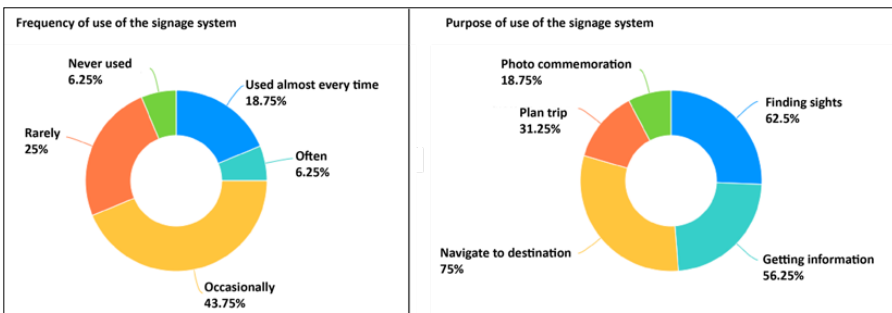 Frequency of use of the signage system
Never used
6.25%
Used almost every time
18.75%
Rarely
25%
Often
6.25%
Occasionally
43.75%
Purpose of use of the signage system
Photo commemoration
18.75%
Finding sights
62.5%
Plan trip
31.25%
Navigate to destination
75%
Getting information
56.25%